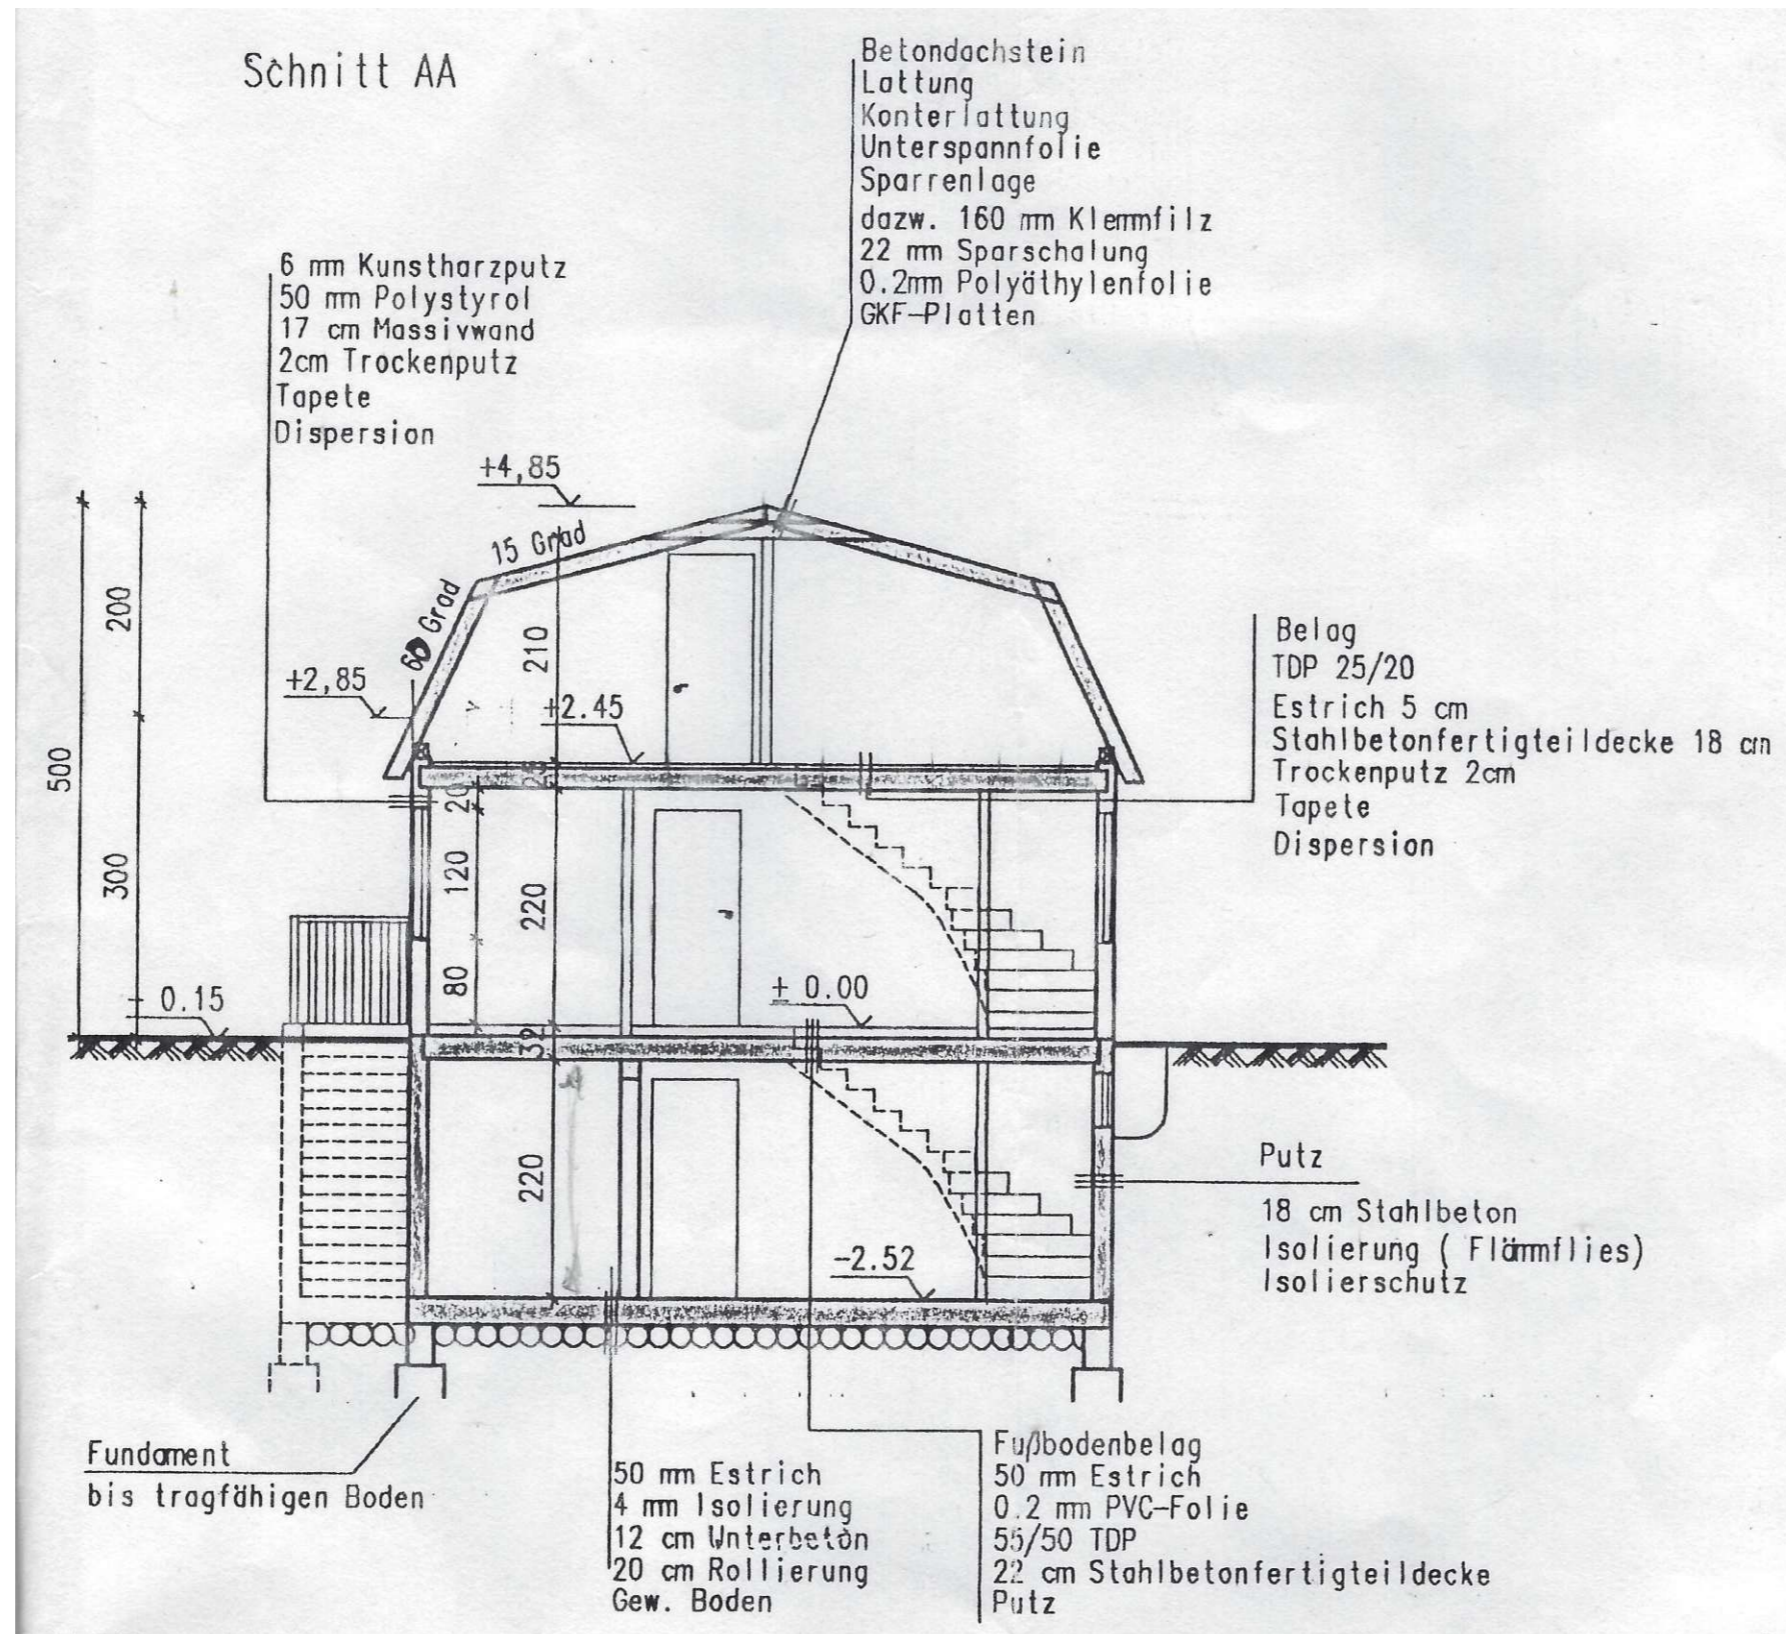 Schnitt AA
Betondachstein
Lattung
Konterlattung
Unterspannfolie
Sparrenlage
dazw. 160 mm Klemmfilz
22 mm Sparschalung
0.2mm Polyäthylenfolie
GKF-Platten
6 mm Kunstharzputz
50 mm Polystyrol
17 cm Massivwand
2cm Trockenputz
Tapete
Dispersion
+4,85
15 Grad
60 Grad
200
210
+2,85
+2.45
500
300
Belag
TDP 25/20
Estrich 5 cm
Stahlbetonfertigteildecke 18 cm
Trockenputz 2cm
Tapete
Dispersion
20
120
220
80
- 0.15
± 0.00
32
220
-2.52
Putz
18 cm Stahlbeton
Isolierung ( Flämmflies)
Isolierschutz
Fundament
bis tragfähigen Boden
50 mm Estrich
4 mm Isolierung
12 cm Unterbeton
20 cm Rollierung
Gew. Boden
Fußbodenbelag
50 mm Estrich
0.2 mm PVC-Folie
55/50 TDP
22 cm Stahlbetonfertigteildecke
Putz